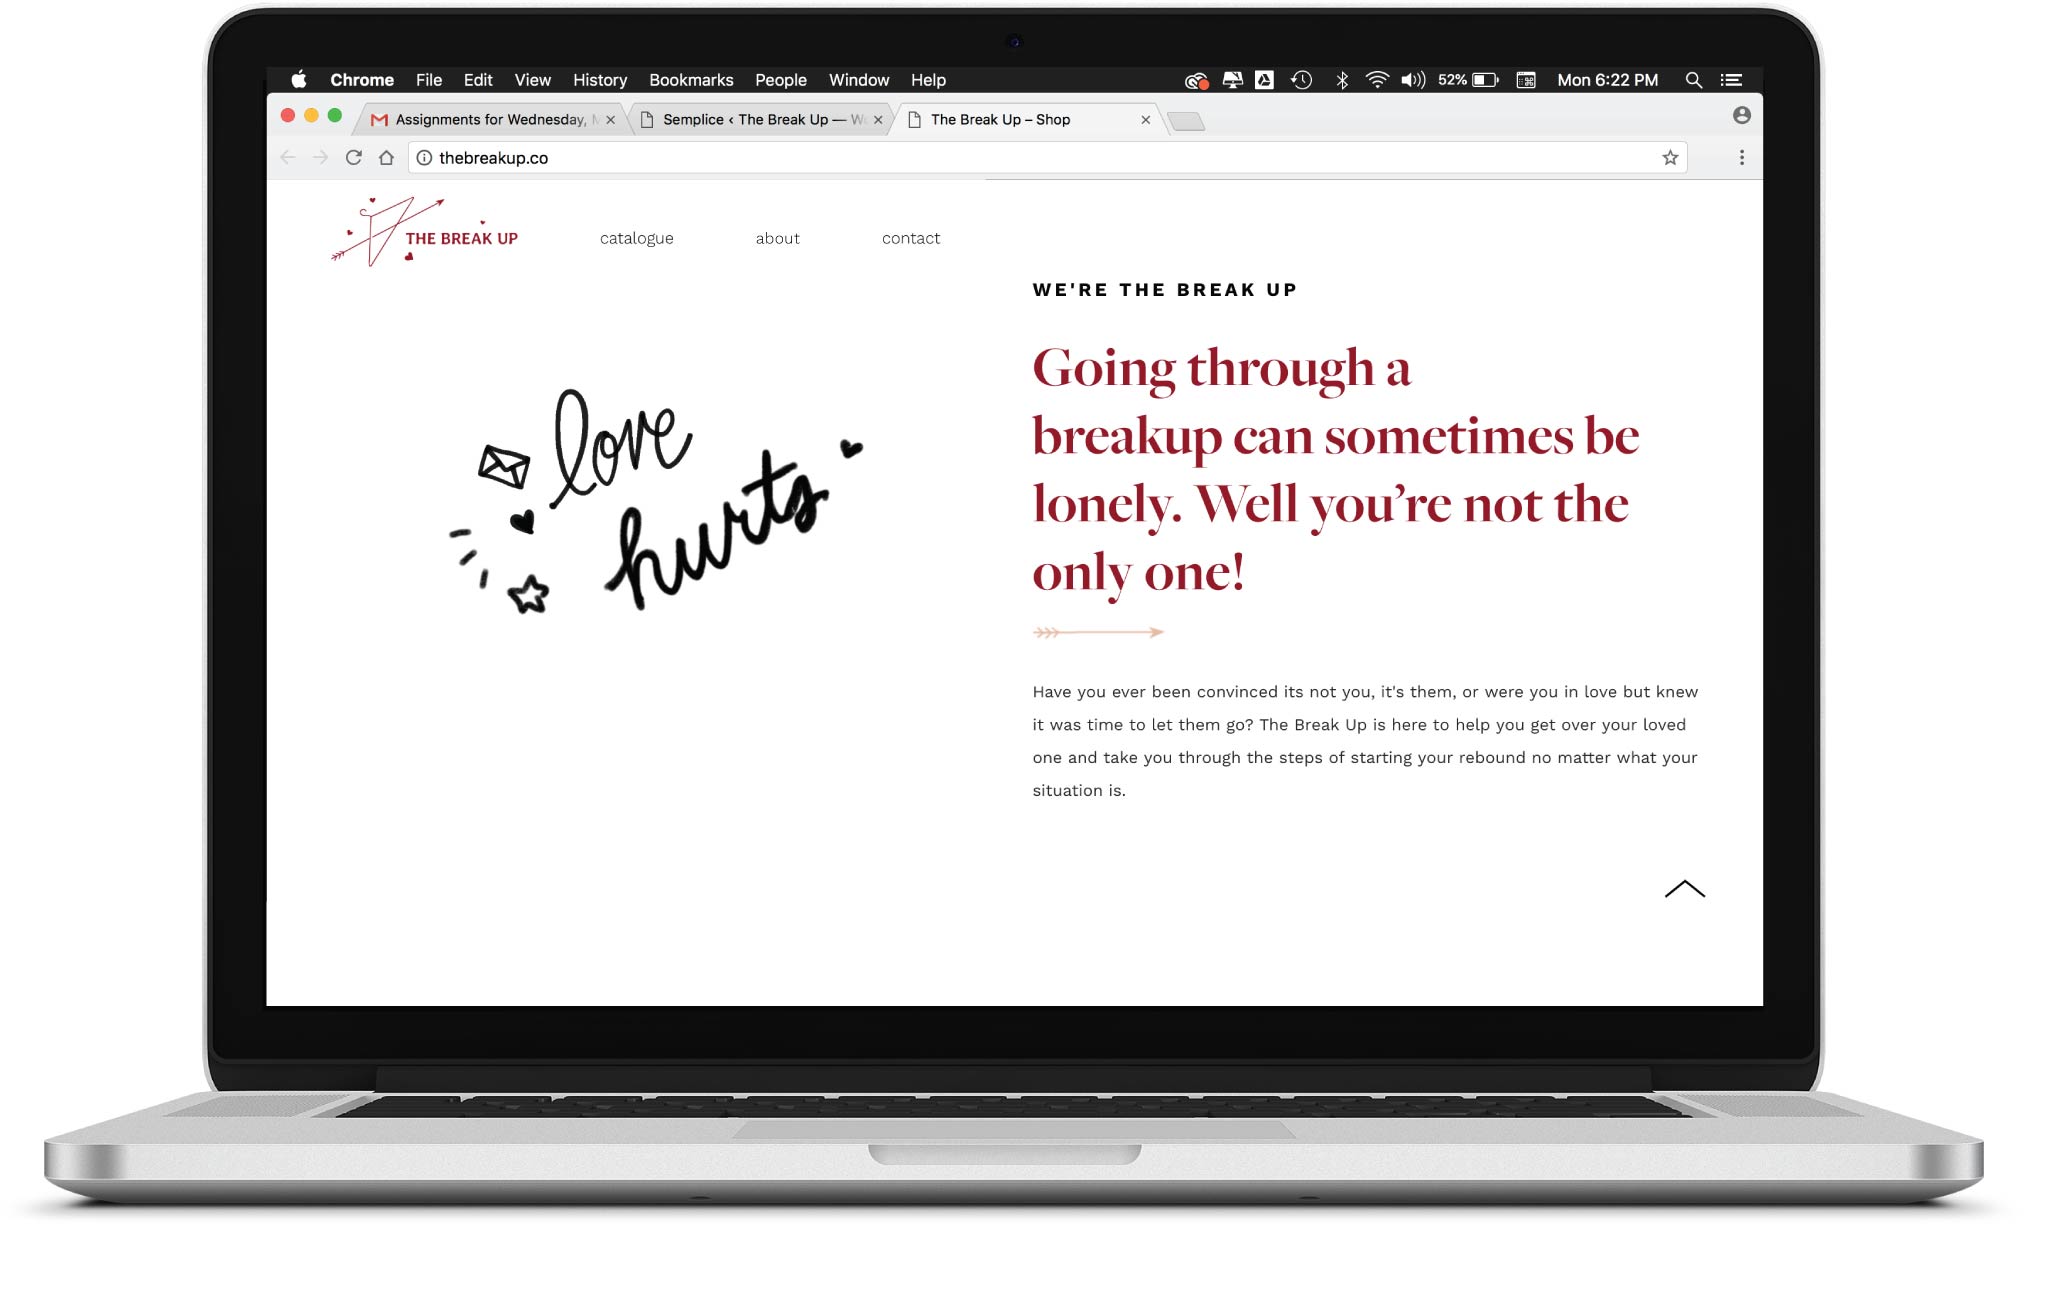 Chrome File Edit View History Bookmarks People Window Help 52% Mon 6:22 PM
Assignments for Wednesday, Semplice ‹ The Break Up — The Break Up – Shop
thebreakup.co
THE BREAK UP catalogue about contact
WE'RE THE BREAK UP
Going through a
breakup can sometimes be
lonely. Well you’re not the
only one!
love
hurts
Have you ever been convinced its not you, it's them, or were you in love but knew
it was time to let them go? The Break Up is here to help you get over your loved
one and take you through the steps of starting your rebound no matter what your
situation is.